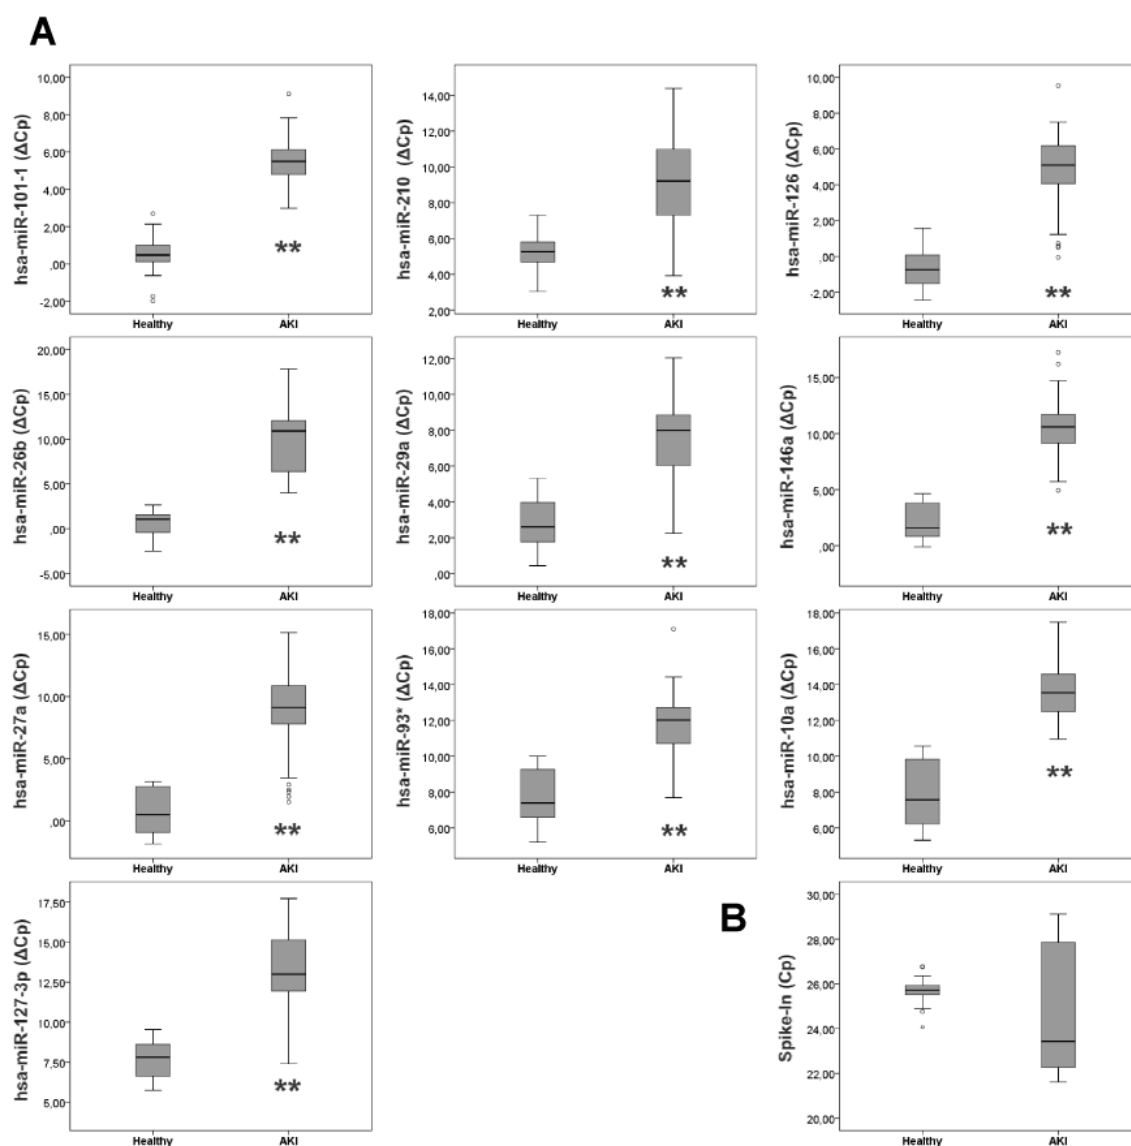 A
hsa-miR-101-1 (ΔCp)
10,00
8,00
6,00
4,00
2,00
,00
-2,00
**
Healthy
AKI
hsa-miR-210 (ΔCp)
14,00
12,00
10,00
8,00
6,00
4,00
2,00
**
Healthy
AKI
hsa-miR-126 (ΔCp)
10,00
8,00
6,00
4,00
2,00
,00
-2,00
**
Healthy
AKI
hsa-miR-26b (ΔCp)
20,00
15,00
10,00
5,00
,00
-5,00
**
Healthy
AKI
hsa-miR-29a (ΔCp)
12,00
10,00
8,00
6,00
4,00
2,00
,00
**
Healthy
AKI
hsa-miR-146a (ΔCp)
15,00
10,00
5,00
,00
**
Healthy
AKI
hsa-miR-27a (ΔCp)
15,00
10,00
5,00
,00
**
Healthy
AKI
hsa-miR-93* (ΔCp)
18,00
16,00
14,00
12,00
10,00
8,00
6,00
**
Healthy
AKI
hsa-miR-10a (ΔCp)
18,00
16,00
14,00
12,00
10,00
8,00
6,00
**
Healthy
AKI
hsa-miR-127-3p (ΔCp)
17,50
15,00
12,50
10,00
7,50
5,00
**
Healthy
AKI
B
Spike-In (Cp)
30,00
28,00
26,00
24,00
22,00
20,00
Healthy
AKI